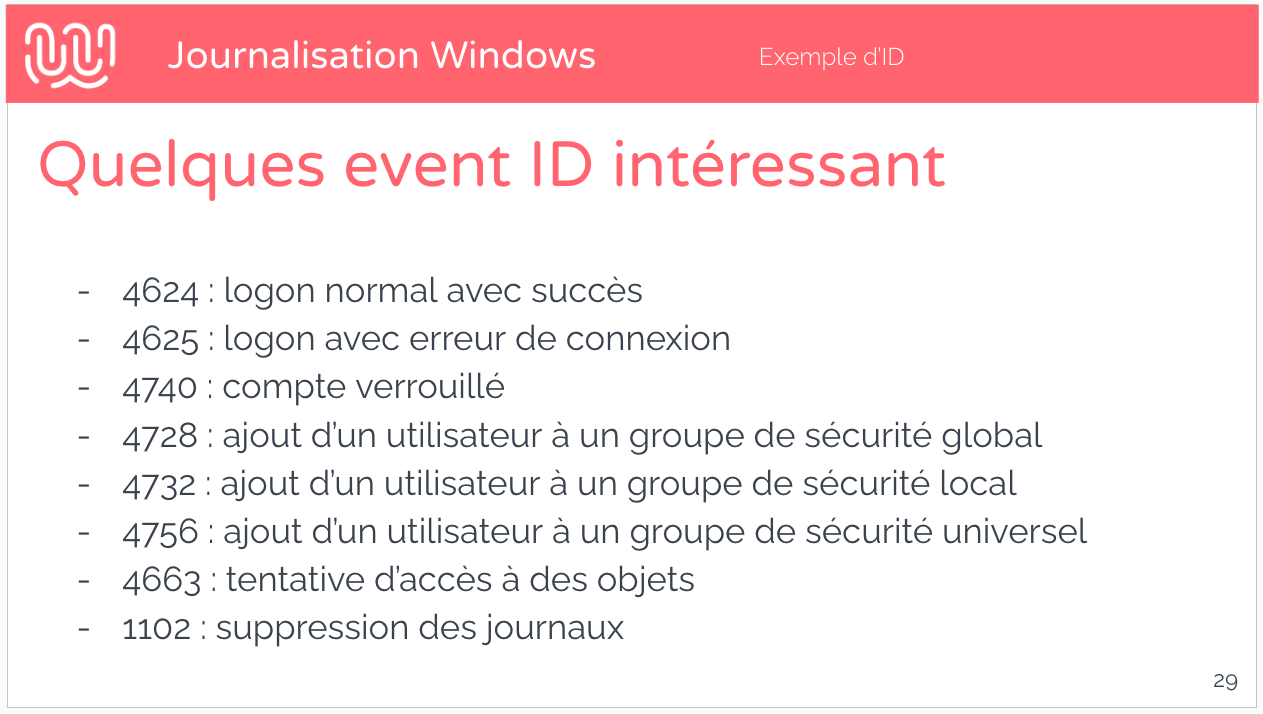 Journalisation Windows
Exemple d'ID
Quelques event ID intéressant
- 4624 : logon normal avec succès
- 4625 : logon avec erreur de connexion
- 4740 : compte verrouillé
- 4728 : ajout d’un utilisateur à un groupe de sécurité global
- 4732 : ajout d’un utilisateur à un groupe de sécurité local
- 4756 : ajout d’un utilisateur à un groupe de sécurité universel
- 4663 : tentative d’accès à des objets
- 1102 : suppression des journaux
29